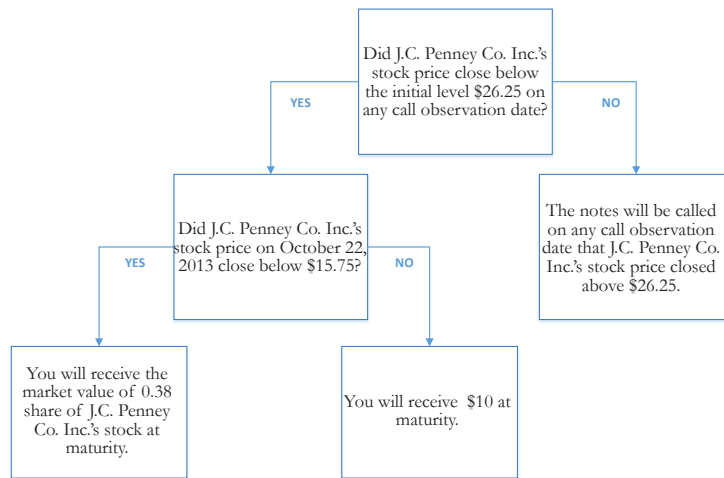 Did J.C. Penney Co. Inc.'s
stock price close below
the initial level $26.25 on
any call observation date?
YES
NO
Did J.C. Penney Co. Inc.'s
stock price on October 22,
2013 close below $15.75?
The notes will be called
on any call observation
date that J.C. Penney Co.
Inc.'s stock price closed
above $26.25.
YES
NO
You will receive the
market value of 0.38
share of J.C. Penney
Co. Inc.'s stock at
maturity.
You will receive $10 at
maturity.